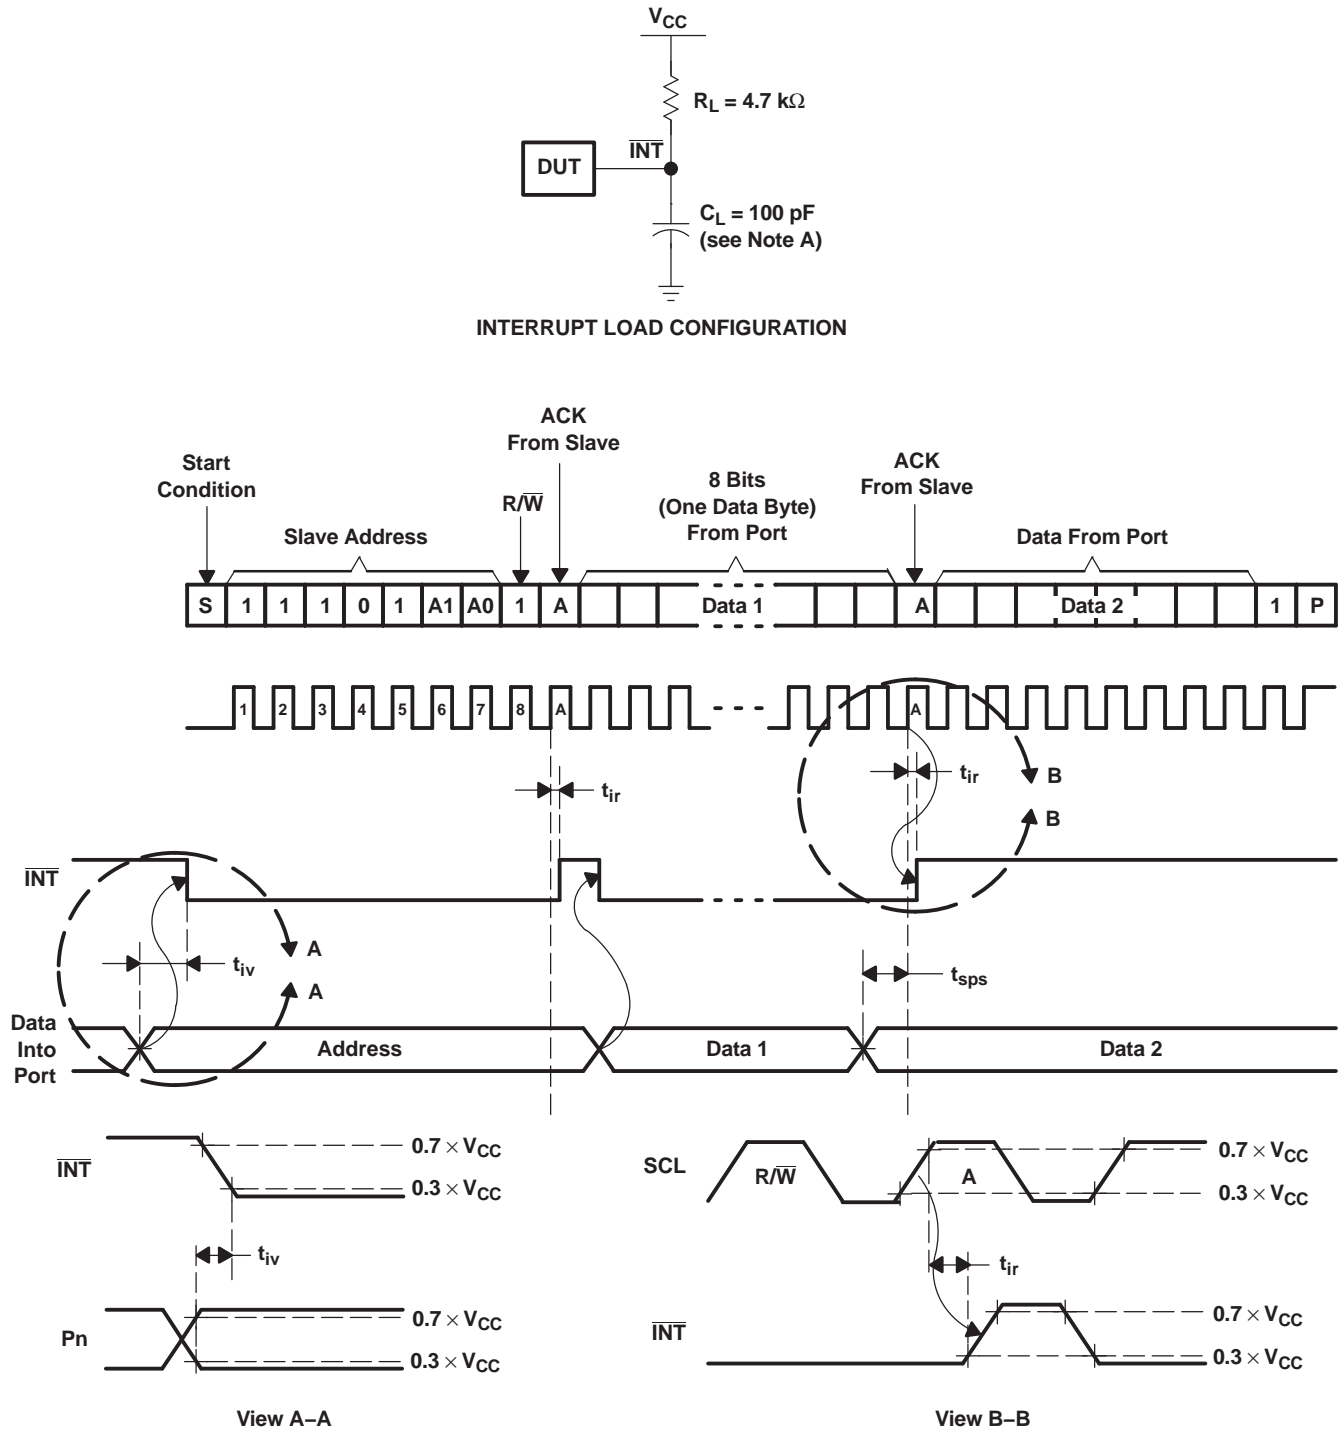 VCC
RL = 4.7 kΩ
INT
DUT
CL = 100 pF
(see Note A)
INTERRUPT LOAD CONFIGURATION
Start
Condition
Slave Address
R/W
ACK
From Slave
8 Bits
(One Data Byte)
From Port
ACK
From Slave
Data From Port
S 1 1 1 0 1 A1 A0 1 A Data 1 A Data 2 1 P
1 2 3 4 5 6 7 8 A A
tir
tir
B
B
INT
A
tiv
A
tsps
Data
Into
Port
Address
Data 1
Data 2
INT
0.7 × VCC
0.3 × VCC
tiv
Pn
0.7 × VCC
0.3 × VCC
View A–A
SCL
R/W
A
0.7 × VCC
0.3 × VCC
tir
INT
0.7 × VCC
0.3 × VCC
View B–B